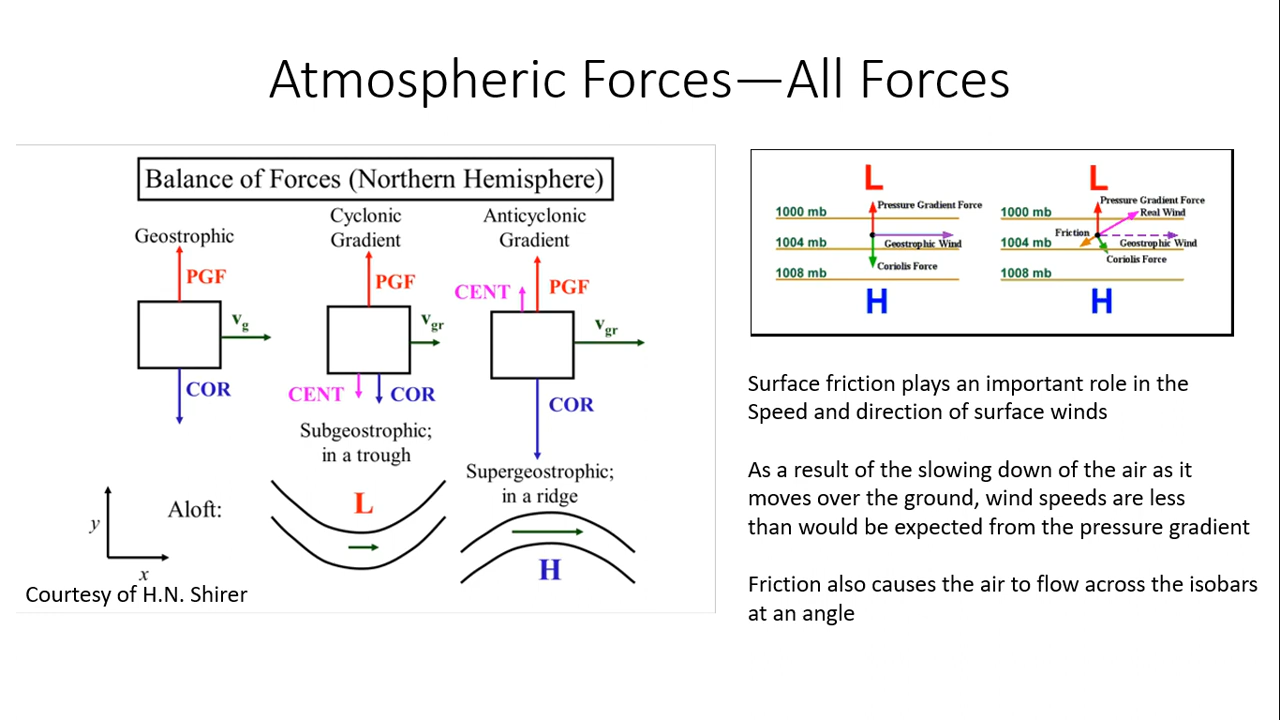 Atmospheric Forces—All Forces
Balance of Forces (Northern Hemisphere)
Geostrophic
PGF
vg
COR
Cyclonic
Gradient
PGF
vgr
CENT
COR
Subgeostrophic;
in a trough
Anticyclonic
Gradient
CENT
PGF
vgr
COR
Supergeostrophic;
in a ridge
y
x
Aloft:
L
H
Courtesy of H.N. Shirer
L
Pressure Gradient Force
1000 mb
1004 mb
Geostrophic Wind
Coriolis Force
1008 mb
H
L
Pressure Gradient Force
1000 mb
Real Wind
Friction
1004 mb
Geostrophic Wind
Coriolis Force
1008 mb
H
Surface friction plays an important role in the
Speed and direction of surface winds
As a result of the slowing down of the air as it
moves over the ground, wind speeds are less
than would be expected from the pressure gradient
Friction also causes the air to flow across the isobars
at an angle